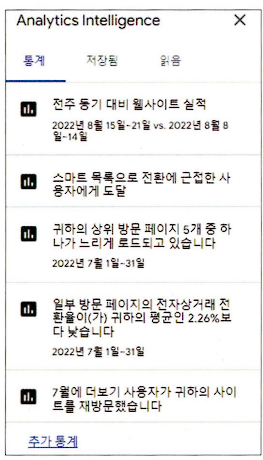 Analytics Intelligence
통계 저장됨 읽음
전주 동기 대비 웹사이트 실적
2022년 8월 15일~21일 vs. 2022년 8월 8
일~14일
스마트 목록으로 전환에 근접한 사
용자에게 도달
귀하의 상위 방문 페이지 5개 중 하
나가 느리게 로드되고 있습니다
2022년 7월 1일~31일
일부 방문 페이지의 전자상거래 전
환율이(가) 귀하의 평균인 2.26%보
다 낮습니다
2022년 7월 1일~31일
7월에 더보기 사용자가 귀하의 사이
트를 재방문했습니다
추가 통계